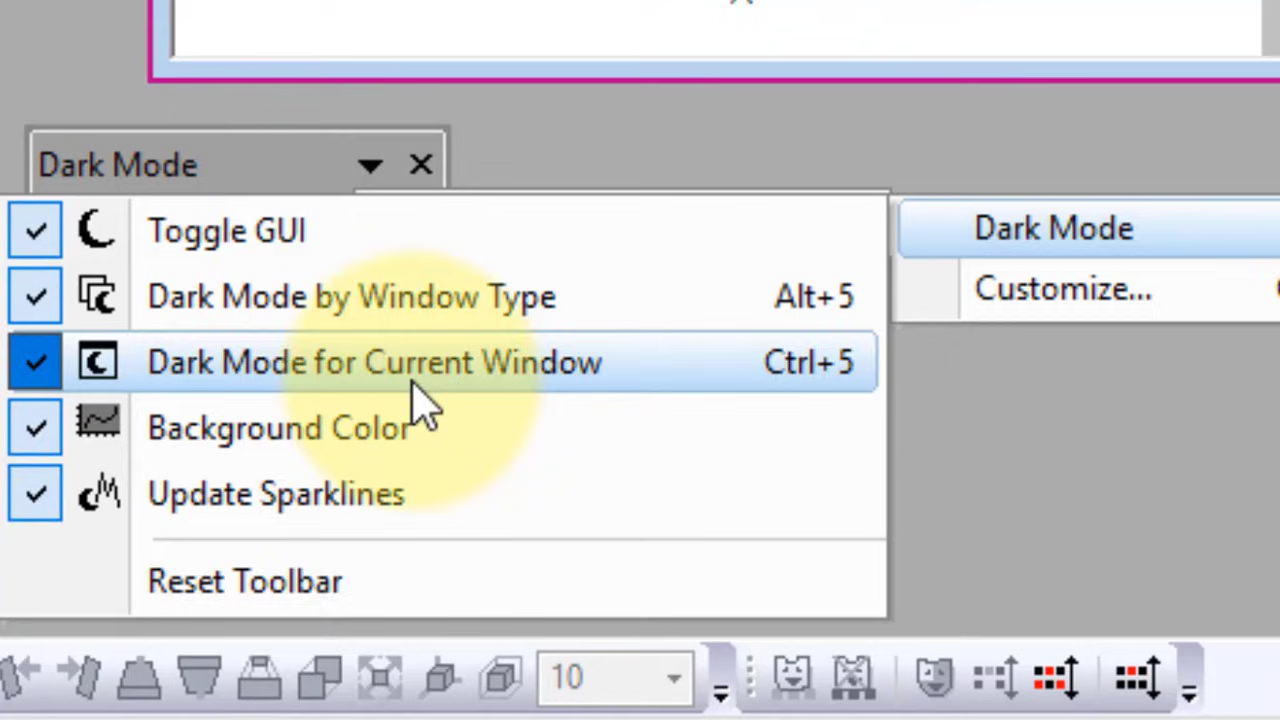 Dark Mode
Toggle GUI
Dark Mode by Window Type Alt+5
Dark Mode for Current Window Ctrl+5
Background Color
Update Sparklines
Reset Toolbar
Dark Mode
Customize...
10